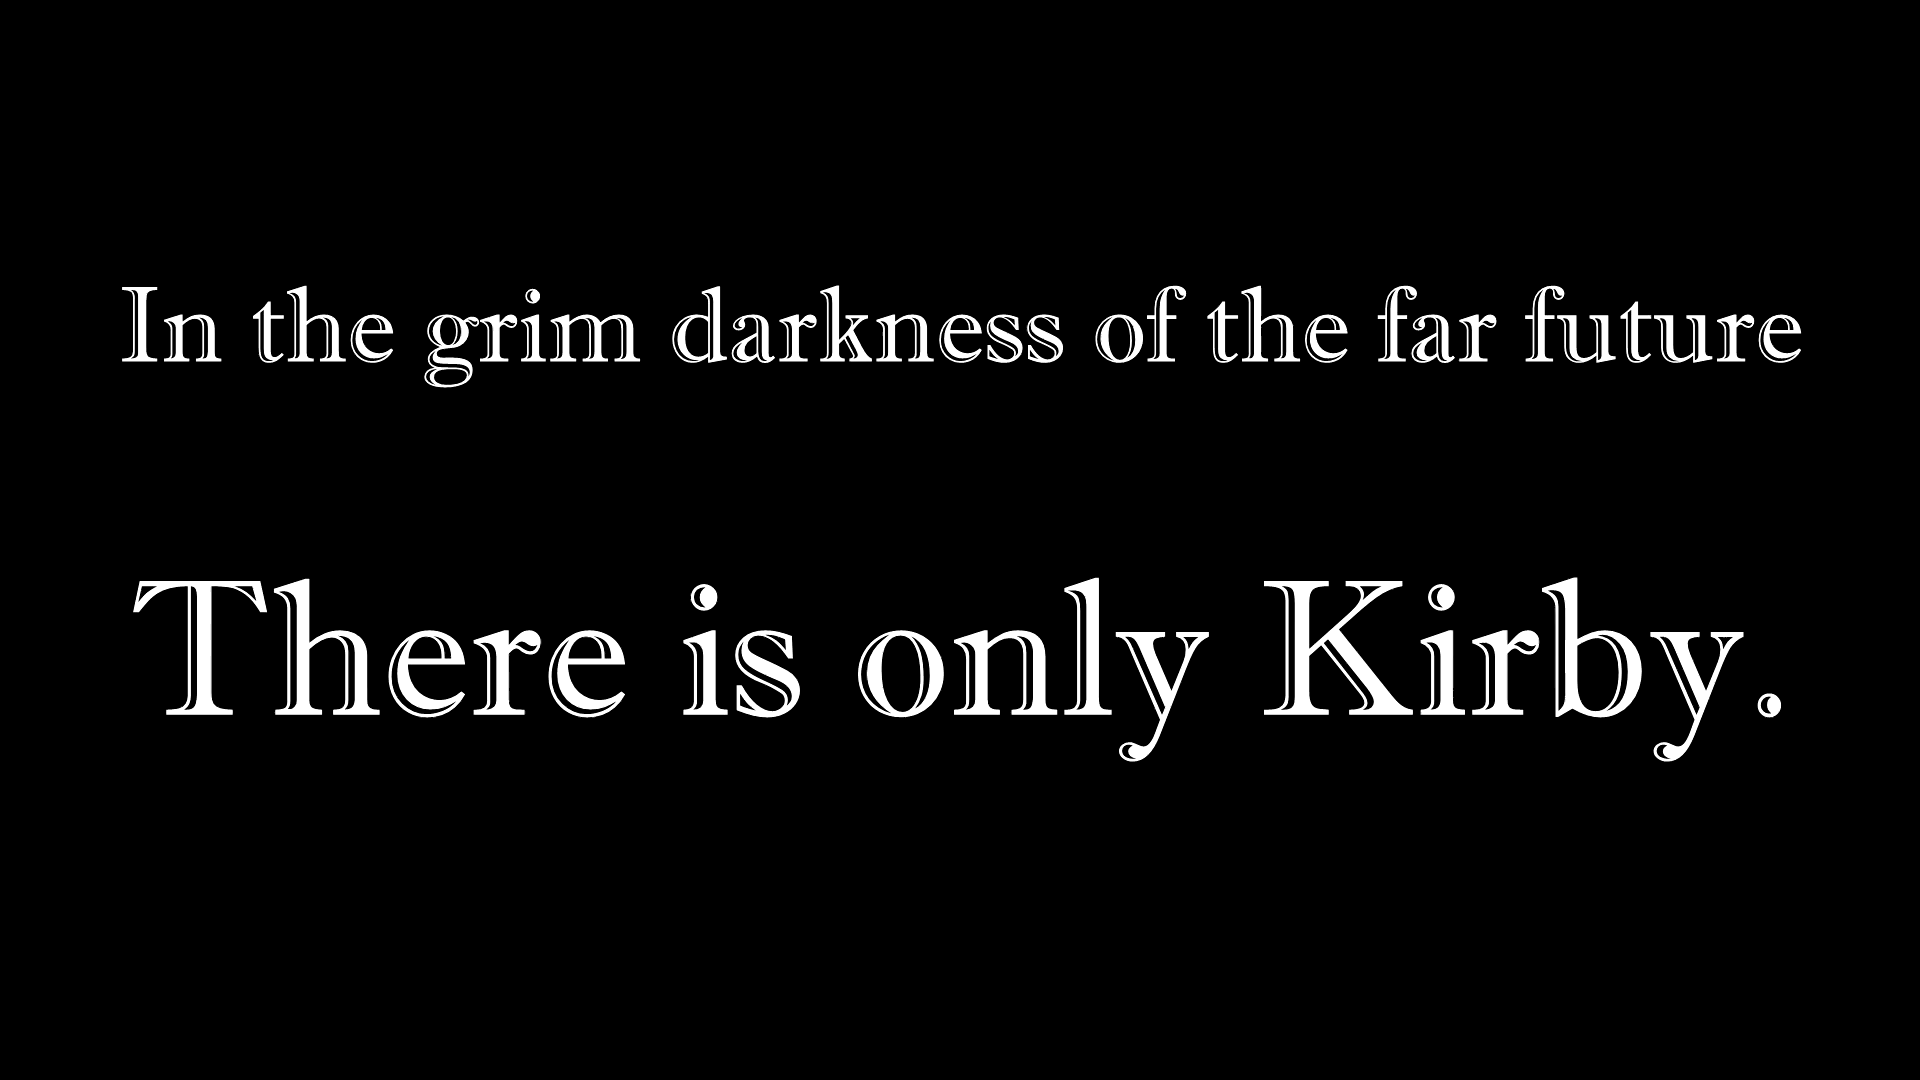 In the grim darkness of the far future
There is only Kirby.